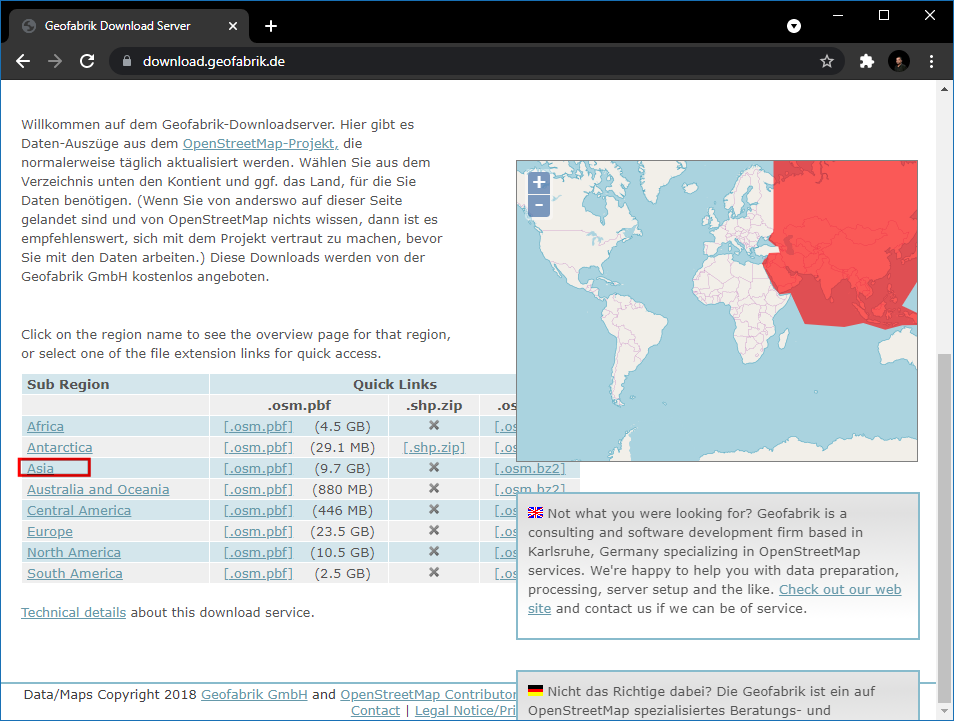 Geofabrik Download Server
download.geofabrik.de
Willkommen auf dem Geofabrik-Downloadserver. Hier gibt es
Daten-Auszüge aus dem OpenStreetMap-Projekt, die
normalerweise täglich aktualisiert werden. Wählen Sie aus dem
Verzeichnis unten den Kontient und ggf. das Land, für die Sie
Daten benötigen. (Wenn Sie von anderswo auf dieser Seite
gelandet sind und von OpenStreetMap nichts wissen, dann ist es
empfehlenswert, sich mit dem Projekt vertraut zu machen, bevor
Sie mit den Daten arbeiten.) Diese Downloads werden von der
Geofabrik GmbH kostenlos angeboten.
Click on the region name to see the overview page for that region,
or select one of the file extension links for quick access.
Sub Region Quick Links
.osm.pbf .shp.zip .os
Africa [.osm.pbf] (4.5 GB) [.os
Antarctica [.osm.pbf] (29.1 MB) [.shp.zip] [.os
Asia [.osm.pbf] (9.7 GB) [.osm.bz2]
Australia and Oceania [.osm.pbf] (880 MB) [.osm.bz2]
Central America [.osm.pbf] (446 MB) [.os
Europe [.osm.pbf] (23.5 GB) [.os
North America [.osm.pbf] (10.5 GB) [.os
South America [.osm.pbf] (2.5 GB) [.os
Technical details about this download service.
+
-
Not what you were looking for? Geofabrik is a
consulting and software development firm based in
Karlsruhe, Germany specializing in OpenStreetMap
services. We're happy to help you with data preparation,
processing, server setup and the like. Check out our web
site and contact us if we can be of service.
Nicht das Richtige dabei? Die Geofabrik ist ein auf
OpenStreetMap spezialisiertes Beratungs- und
Data/Maps Copyright 2018 Geofabrik GmbH and OpenStreetMap Contributor
Contact | Legal Notice/Pri